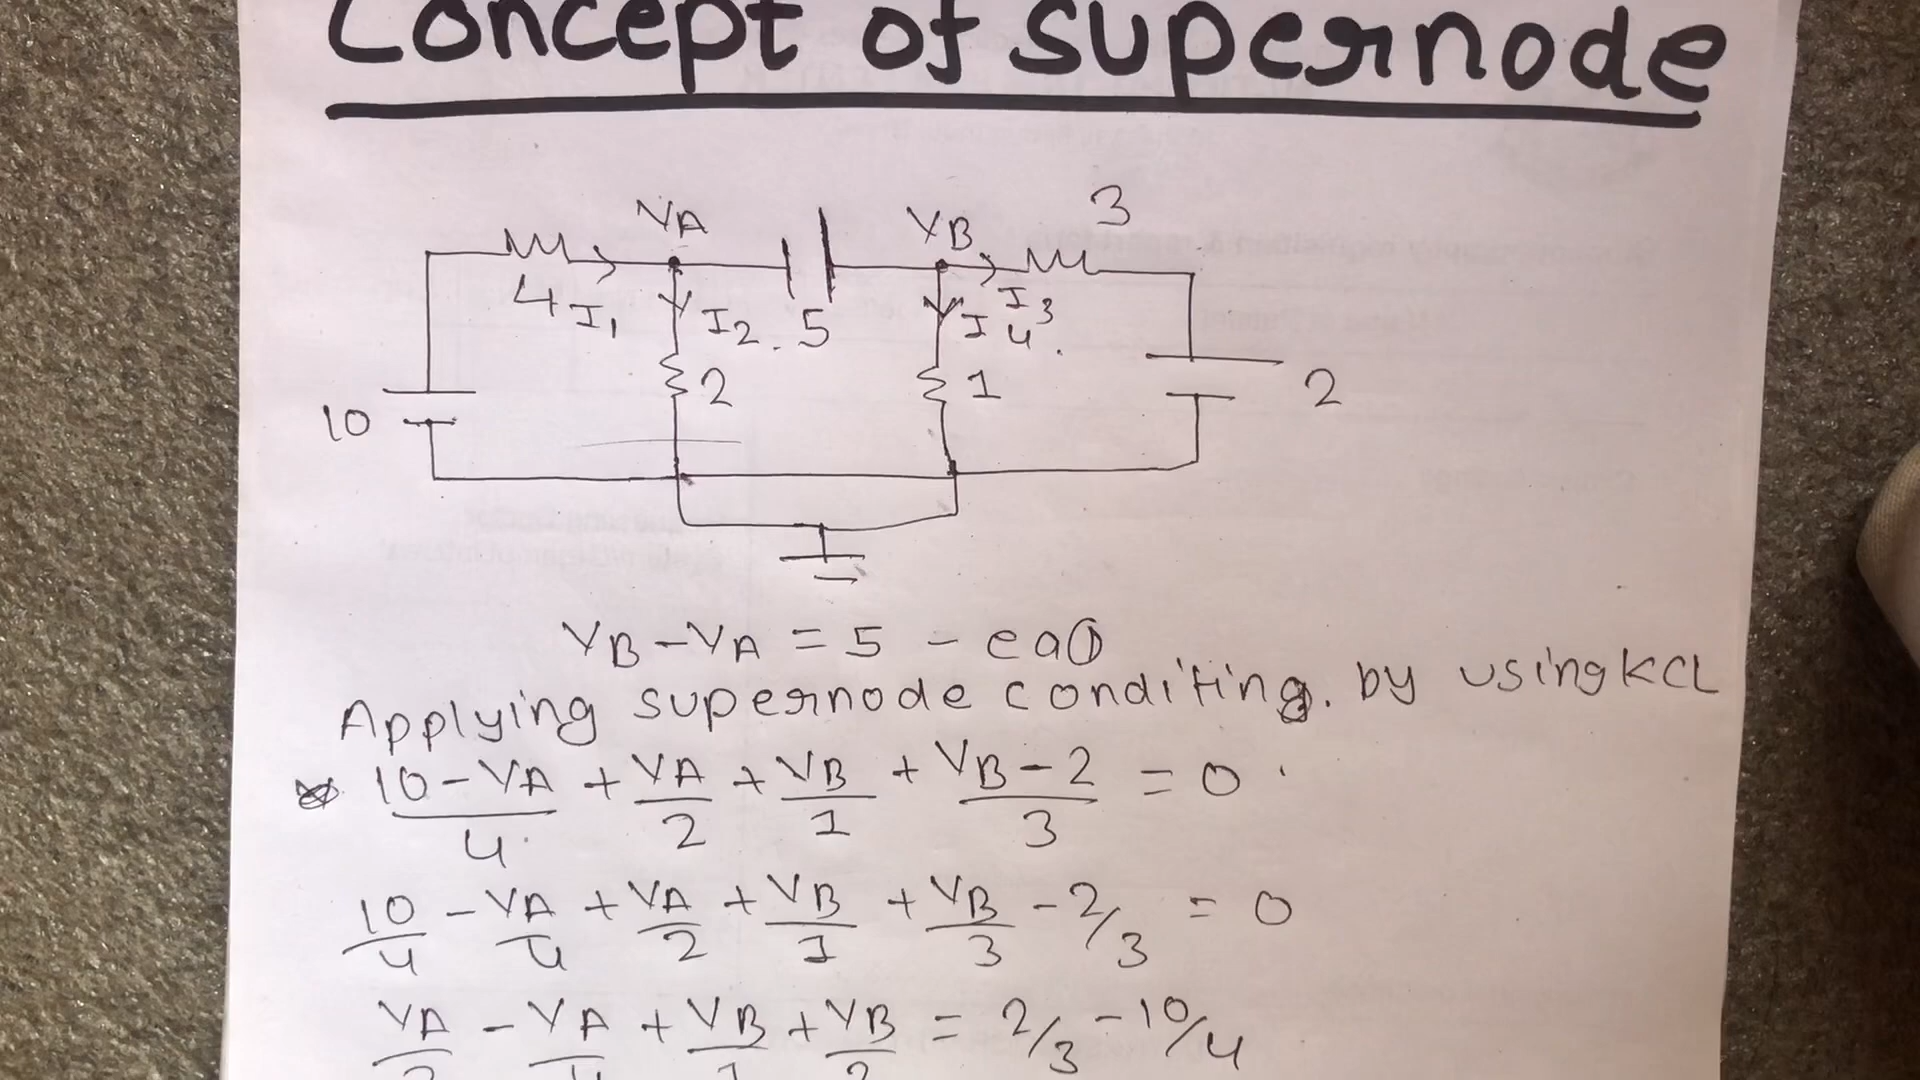 Concept of supernode
VA VB 3
4 I1 I2 5 I4 I3
10 2 1 2
VB-VA = 5 - eq①
Applying supernode conditing. by using KCL
10-VA/4 + VA/2 + VB/1 + VB-2/3 = 0
10/4 - VA/4 + VA/2 + VB/1 + VB/3 - 2/3 = 0
VA/2 - VA/4 + VB/1 + VB/3 = 2/3 - 10/4